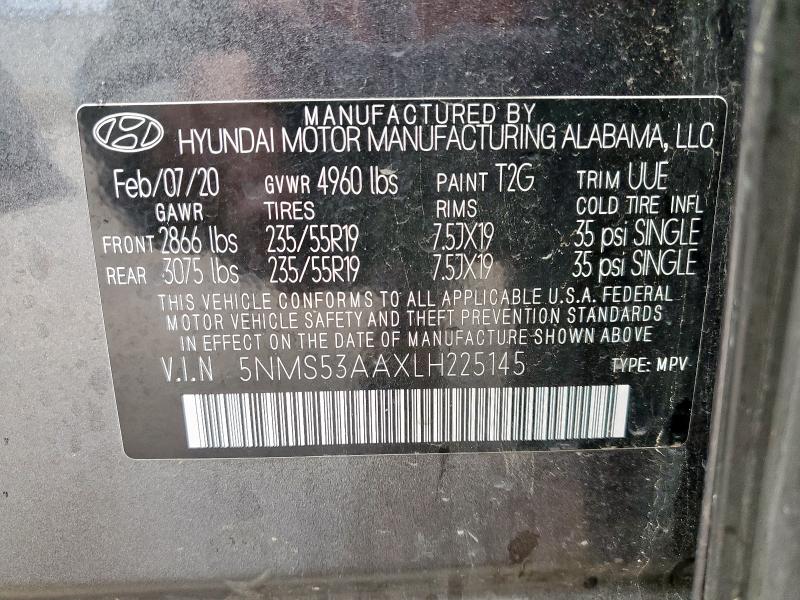 MANUFACTURED BY
HYUNDAI MOTOR MANUFACTURING ALABAMA, LLC
Feb/07/20 GVWR 4960 lbs PAINT T2G TRIM UUE
GAWR TIRES RIMS COLD TIRE INFL
FRONT 2866 lbs 235/55R19 7.5JX19 35 psi SINGLE
REAR 3075 lbs 235/55R19 7.5JX19 35 psi SINGLE
THIS VEHICLE CONFORMS TO ALL APPLICABLE U.S.A. FEDERAL
MOTOR VEHICLE SAFETY AND THEFT PREVENTION STANDARDS
IN EFFECT ON THE DATE OF MANUFACTURE SHOWN ABOVE
V.I.N 5NMS53AAXLH225145 TYPE: MPV